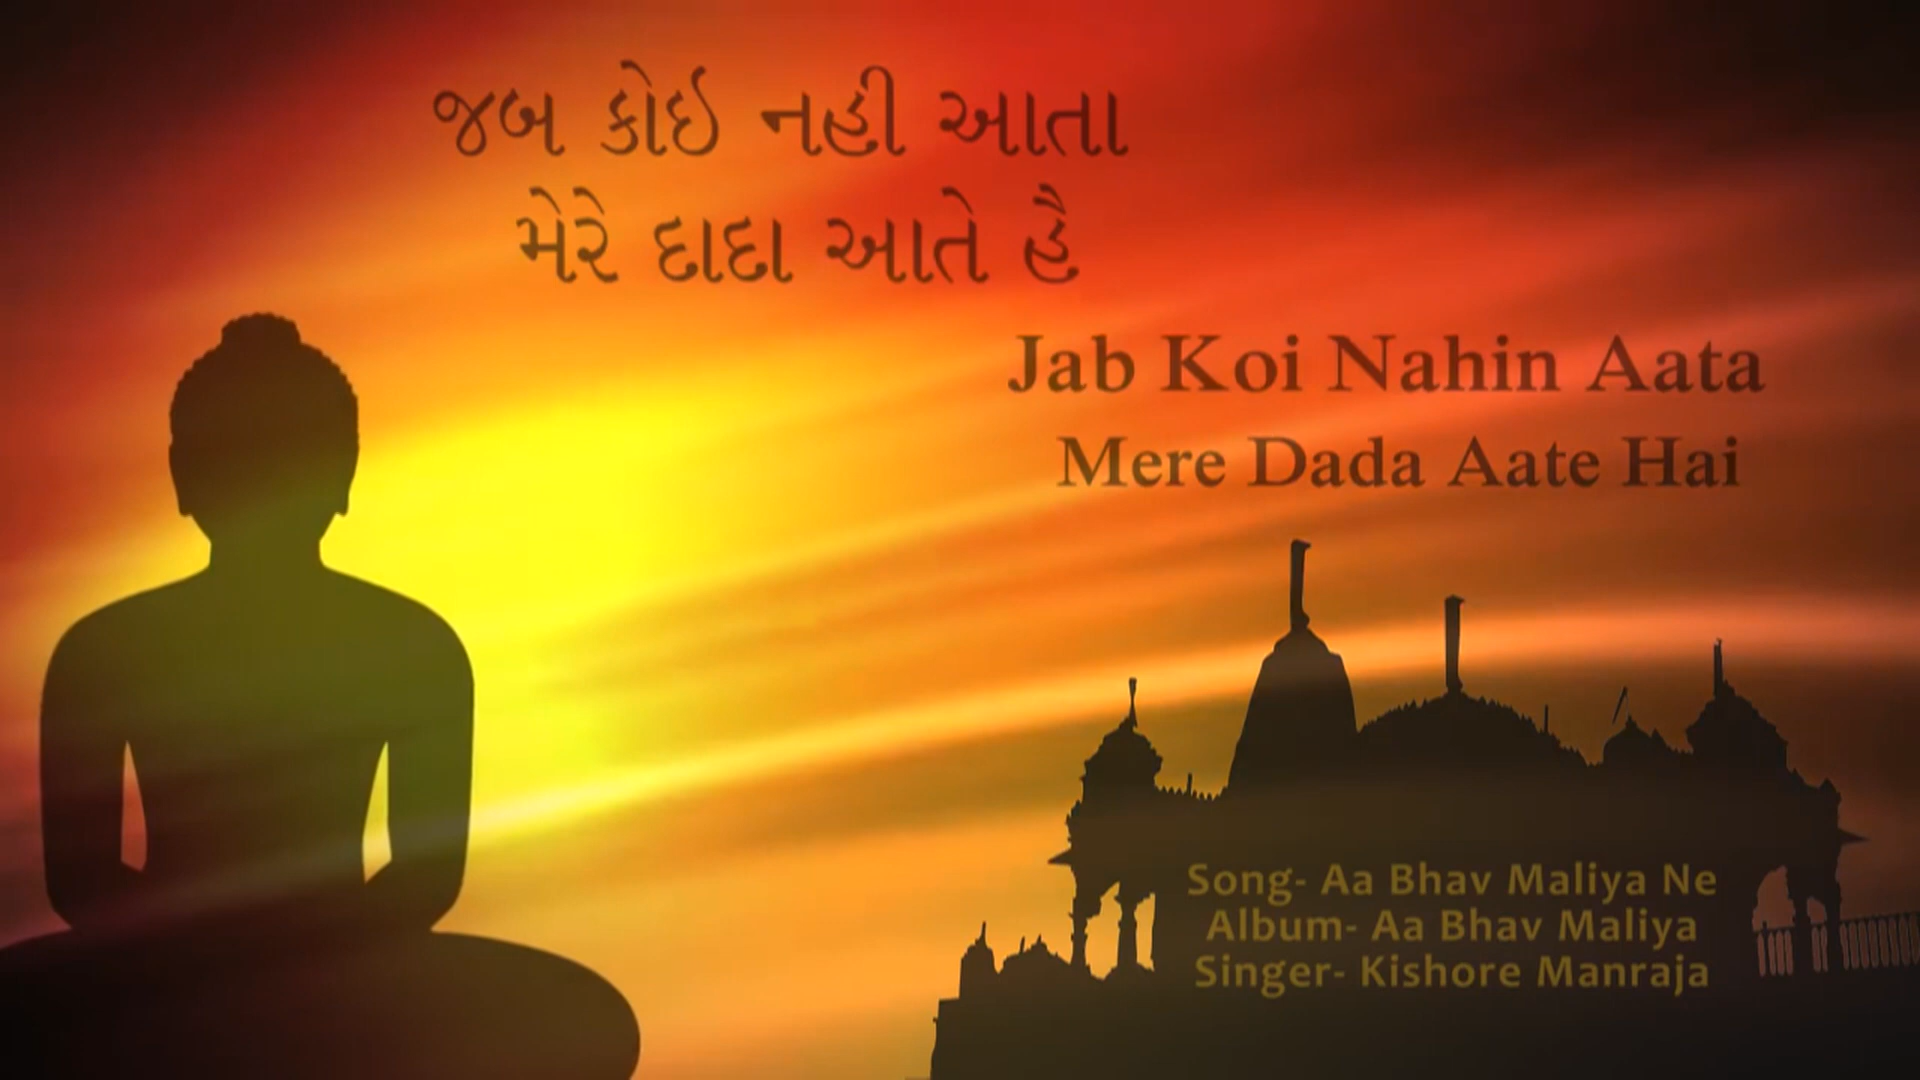 જબ કોઇ નહી આતા
મેરે દાદા આતે હૈ
Jab Koi Nahin Aata
Mere Dada Aate Hai
Song- Aa Bhav Maliya Ne
Album- Aa Bhav Maliya
Singer- Kishore Manraja